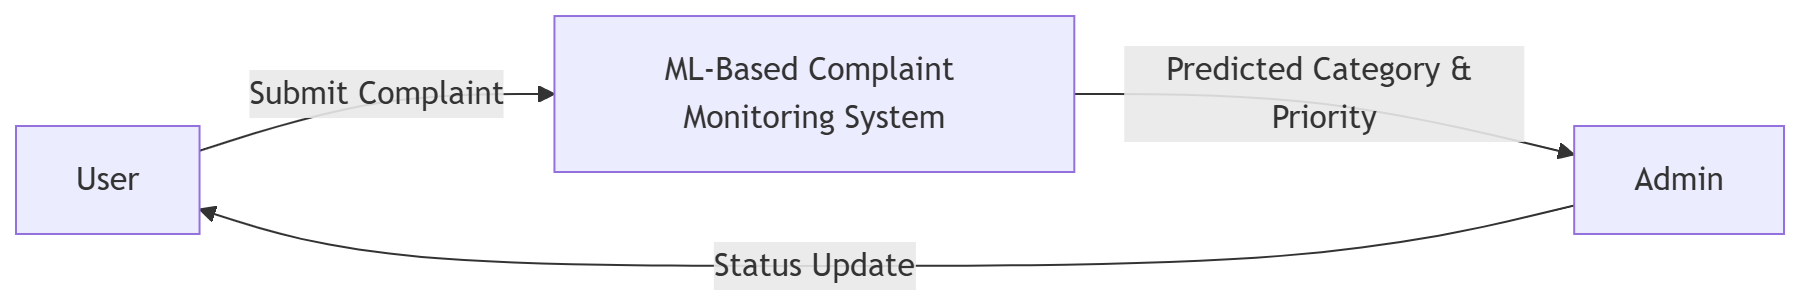 User
Submit Complaint
ML-Based Complaint
Monitoring System
Predicted Category &
Priority
Admin
Status Update